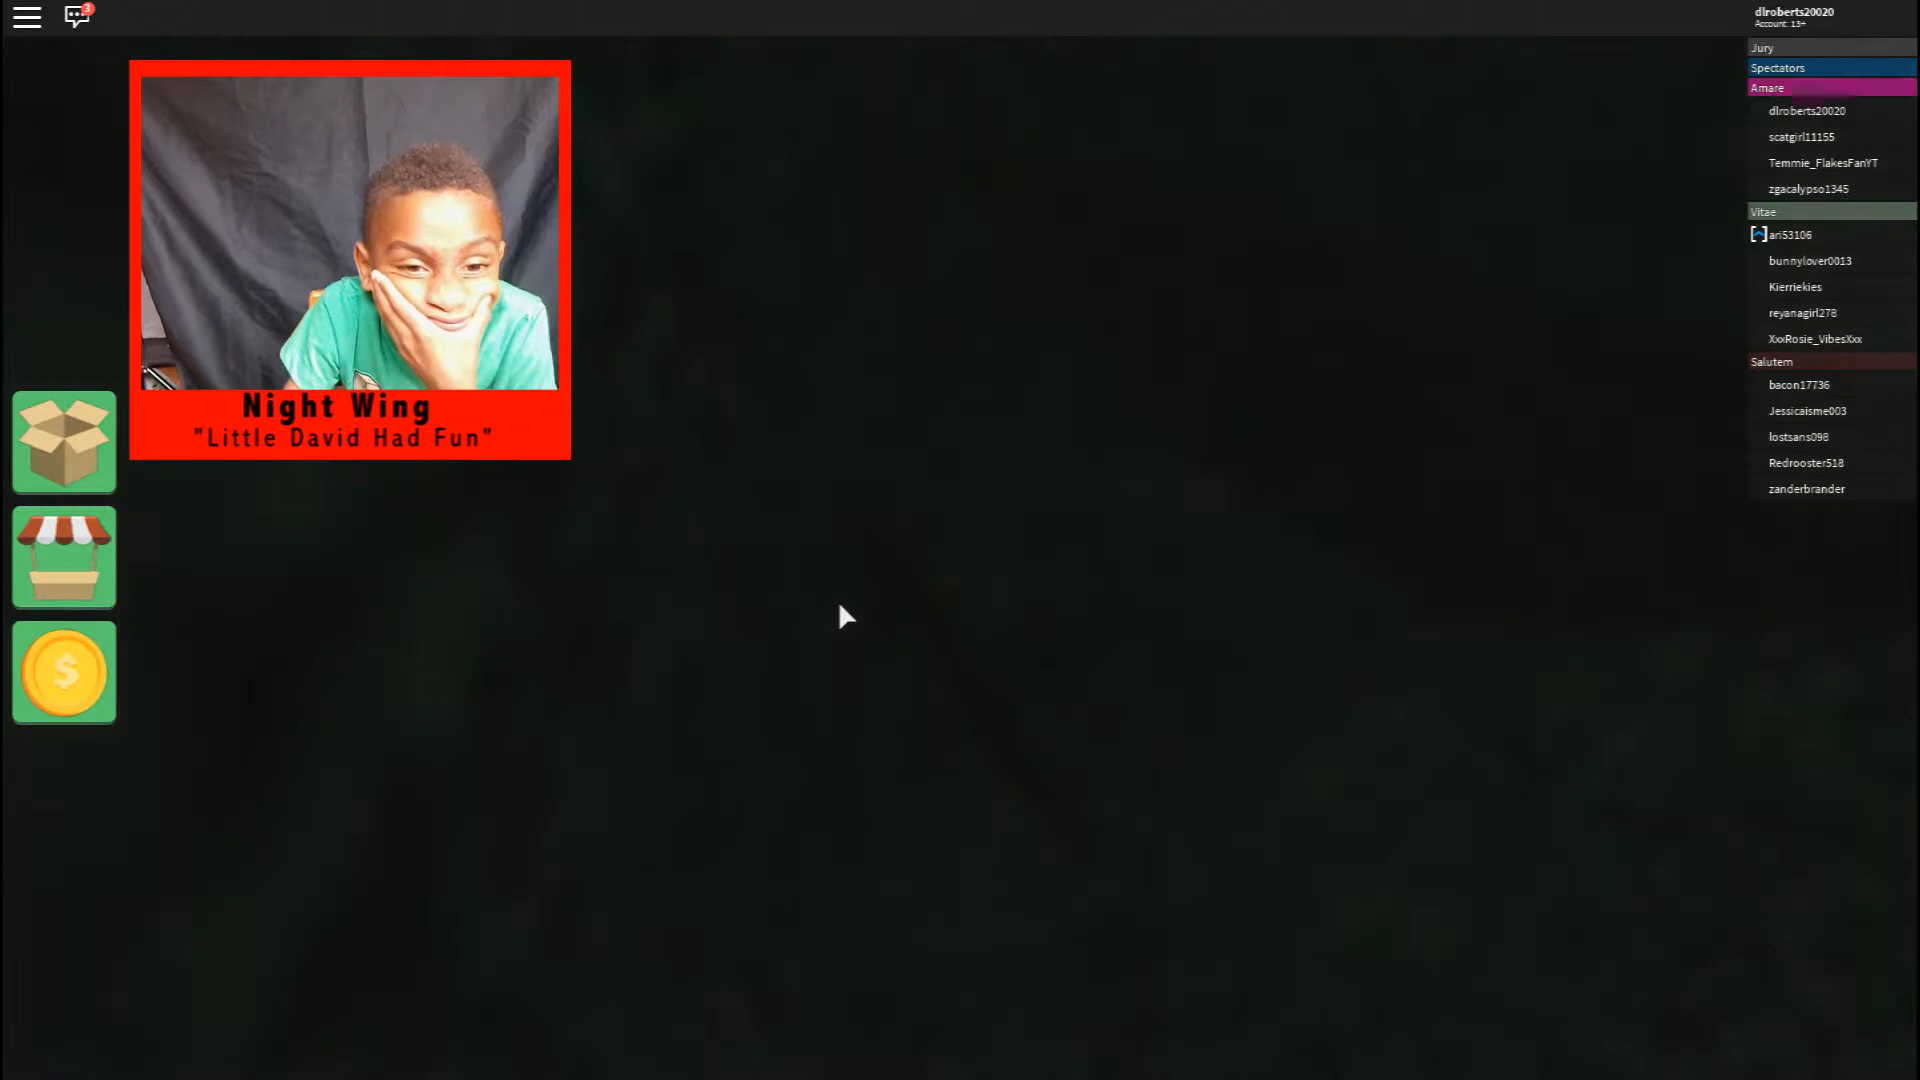 3
dlroberts20020
Account: 13+
Jury
Spectators
Amare
dlroberts20020
scatgirl11155
Temmie_FlakesFanYT
zgacalypso1345
Vitae
ari53106
bunnylover0013
Kierriekies
reyanagirl278
XxxRosie_VibesXxx
Salutem
bacon17736
Jessicaisme003
lostsans098
Redrooster518
zanderbrander
Night Wing
"Little David Had Fun"
$